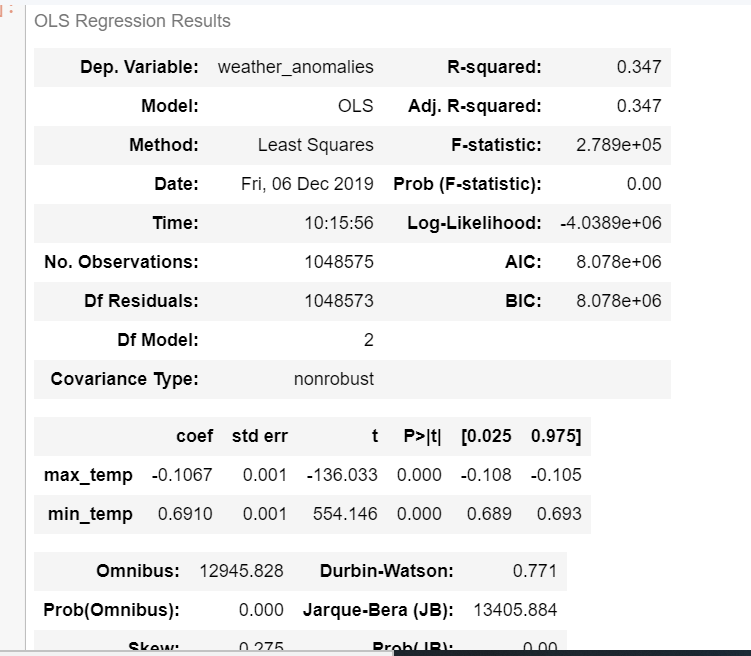 OLS Regression Results
Dep. Variable: weather_anomalies R-squared: 0.347
Model: OLS Adj. R-squared: 0.347
Method: Least Squares F-statistic: 2.789e+05
Date: Fri, 06 Dec 2019 Prob (F-statistic): 0.00
Time: 10:15:56 Log-Likelihood: -4.0389e+06
No. Observations: 1048575 AIC: 8.078e+06
Df Residuals: 1048573 BIC: 8.078e+06
Df Model: 2
Covariance Type: nonrobust
coef std err t P>|t| [0.025 0.975]
max_temp -0.1067 0.001 -136.033 0.000 -0.108 -0.105
min_temp 0.6910 0.001 554.146 0.000 0.689 0.693
Omnibus: 12945.828 Durbin-Watson: 0.771
Prob(Omnibus): 0.000 Jarque-Bera (JB): 13405.884
Skew: 0.275 Prob(JB): 0.00